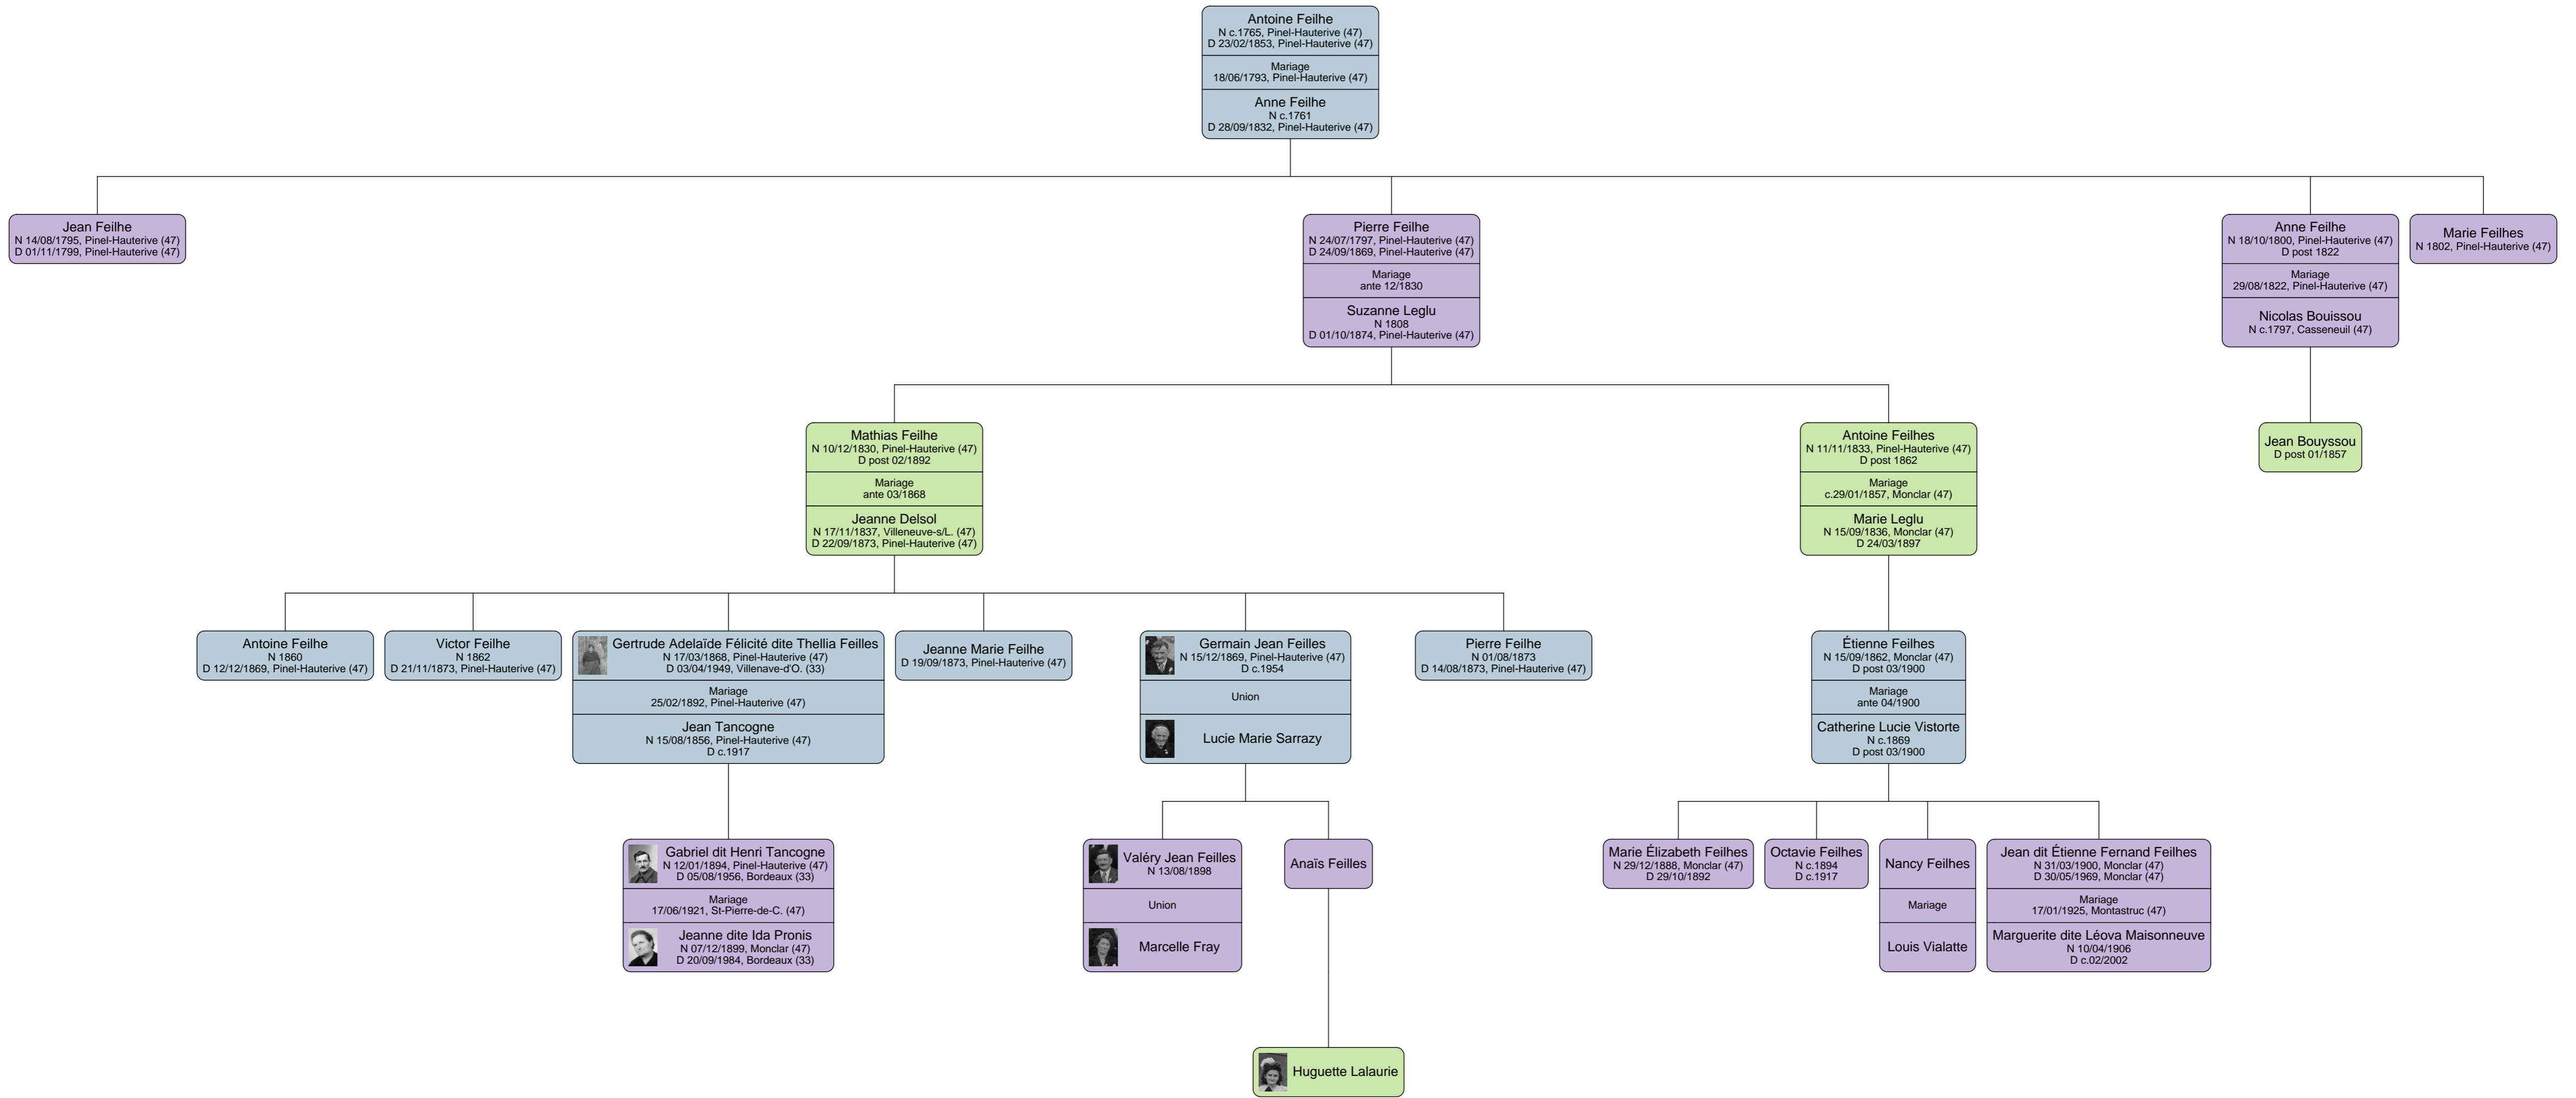 Antoine Feilhe
N c.1765, Pinel-Hauterive (47)
D 23/02/1853, Pinel-Hauterive (47)
Mariage
18/06/1793, Pinel-Hauterive (47)
Anne Feilhe
N c.1761
D 28/09/1832, Pinel-Hauterive (47)
Jean Feilhe
N 14/08/1795, Pinel-Hauterive (47)
D 01/11/1799, Pinel-Hauterive (47)
Pierre Feilhe
N 24/07/1797, Pinel-Hauterive (47)
D 24/09/1869, Pinel-Hauterive (47)
Mariage
ante 12/1830
Suzanne Leglu
N 1808
D 01/10/1874, Pinel-Hauterive (47)
Anne Feilhe
N 18/10/1800, Pinel-Hauterive (47)
D post 1822
Mariage
29/08/1822, Pinel-Hauterive (47)
Nicolas Bouissou
N c.1797, Casseneuil (47)
Marie Feilhes
N 1802, Pinel-Hauterive (47)
Mathias Feilhe
N 10/12/1830, Pinel-Hauterive (47)
D post 02/1892
Mariage
ante 03/1868
Jeanne Delsol
N 17/11/1837, Villeneuve-s/L. (47)
D 22/09/1873, Pinel-Hauterive (47)
Antoine Feilhes
N 11/11/1833, Pinel-Hauterive (47)
D post 1862
Mariage
c.29/01/1857, Monclar (47)
Marie Leglu
N 15/09/1836, Monclar (47)
D 24/03/1897
Jean Bouyssou
D post 01/1857
Antoine Feilhe
N 1860
D 12/12/1869, Pinel-Hauterive (47)
Victor Feilhe
N 1862
D 21/11/1873, Pinel-Hauterive (47)
Gertrude Adelaïde Félicité dite Thellia Feilles
N 17/03/1868, Pinel-Hauterive (47)
D 03/04/1949, Villenave-d'O. (33)
Mariage
25/02/1892, Pinel-Hauterive (47)
Jean Tancogne
N 15/08/1856, Pinel-Hauterive (47)
D c.1917
Jeanne Marie Feilhe
D 19/09/1873, Pinel-Hauterive (47)
Germain Jean Feilles
N 15/12/1869, Pinel-Hauterive (47)
D c.1954
Union
Lucie Marie Sarrazy
Pierre Feilhe
N 01/08/1873
D 14/08/1873, Pinel-Hauterive (47)
Étienne Feilhes
N 15/09/1862, Monclar (47)
D post 03/1900
Mariage
ante 04/1900
Catherine Lucie Vistorte
N c.1869
D post 03/1900
Gabriel dit Henri Tancogne
N 12/01/1894, Pinel-Hauterive (47)
D 05/08/1956, Bordeaux (33)
Mariage
17/06/1921, St-Pierre-de-C. (47)
Jeanne dite Ida Pronis
N 07/12/1899, Monclar (47)
D 20/09/1984, Bordeaux (33)
Valéry Jean Feilles
N 13/08/1898
Union
Marcelle Fray
Anaïs Feilles
Marie Élizabeth Feilhes
N 29/12/1888, Monclar (47)
D 29/10/1892
Octavie Feilhes
N c.1894
D c.1917
Nancy Feilhes
Mariage
Louis Vialatte
Jean dit Étienne Fernand Feilhes
N 31/03/1900, Monclar (47)
D 30/05/1969, Monclar (47)
Mariage
17/01/1925, Montastruc (47)
Marguerite dite Léova Maisonneuve
N 10/04/1906
D c.02/2002
Huguette Lalaurie